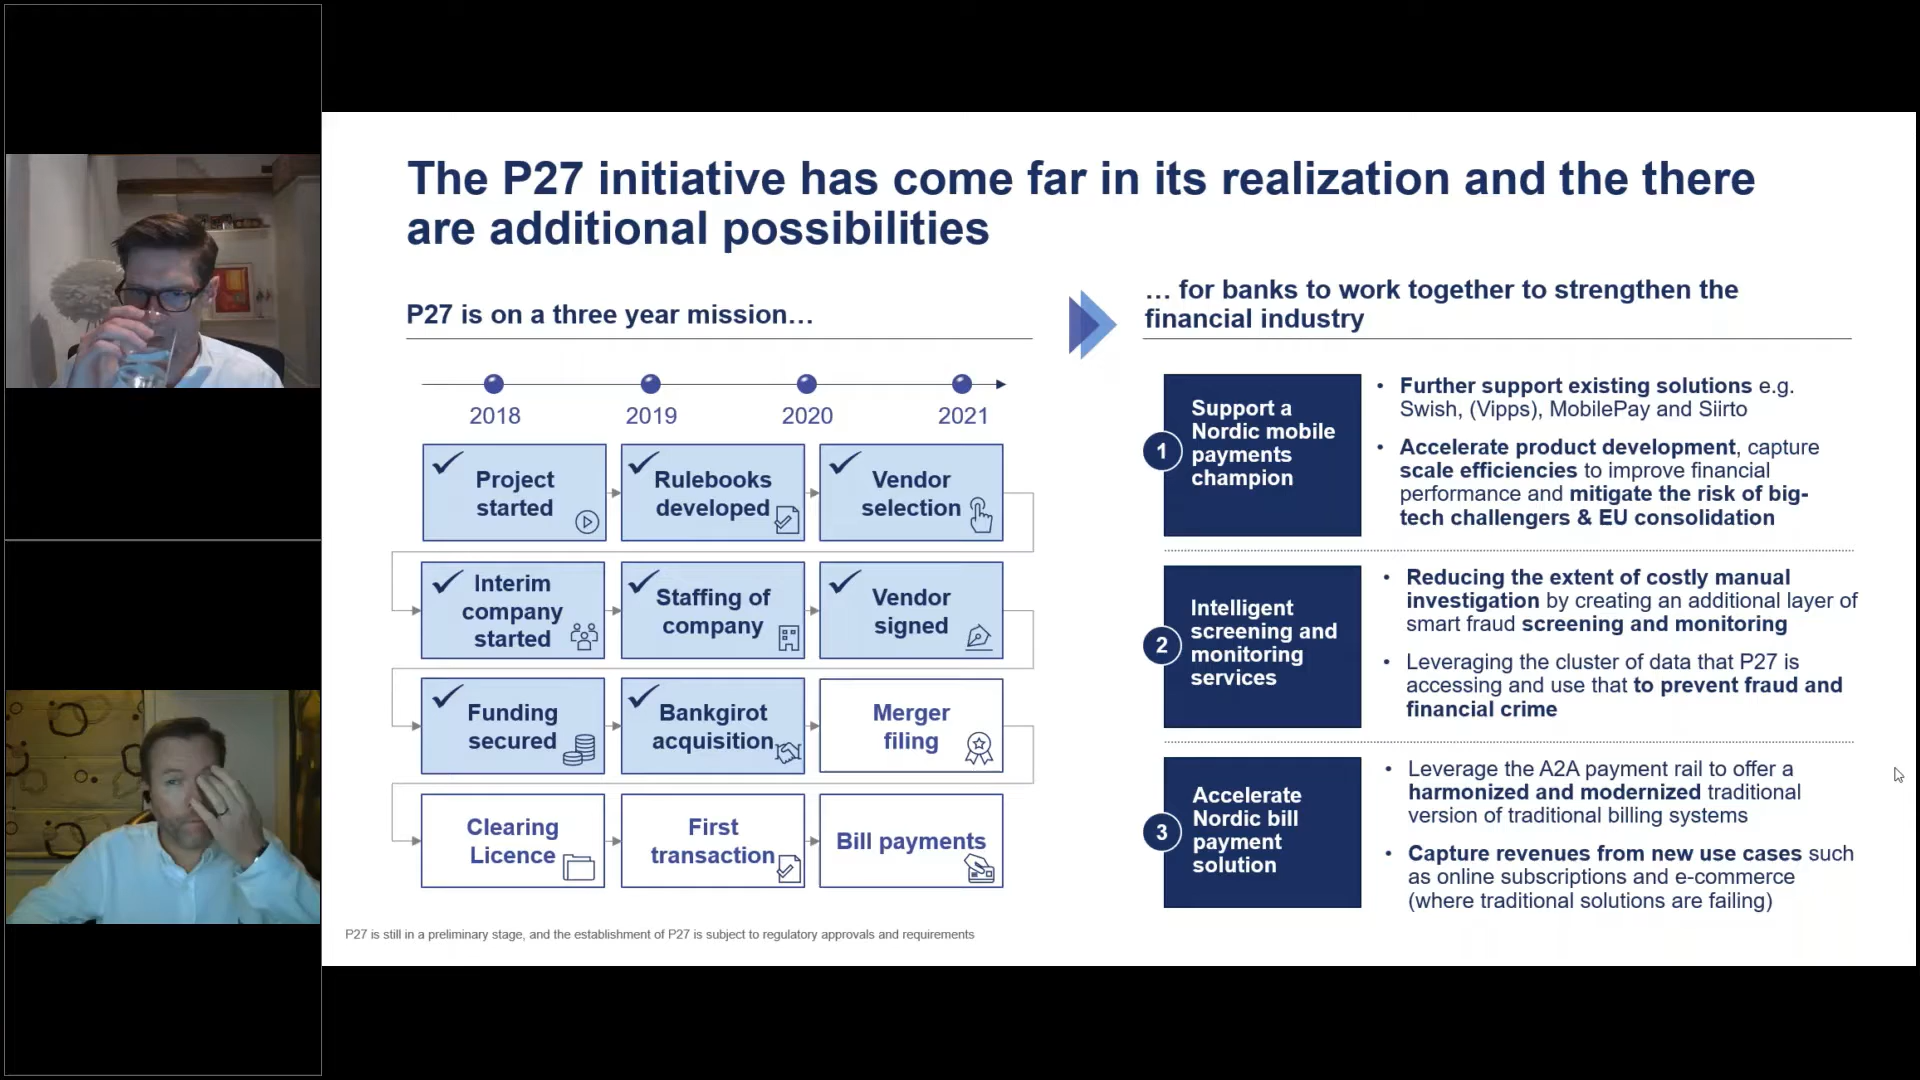 The P27 initiative has come far in its realization and the there
are additional possibilities
P27 is on a three year mission…
2018
2019
2020
2021
Project
started
Rulebooks
developed
Vendor
selection
Interim
company
started
Staffing of
company
Vendor
signed
Funding
secured
Bankgirot
acquisition
Merger
filing
Clearing
Licence
First
transaction
Bill payments
P27 is still in a preliminary stage, and the establishment of P27 is subject to regulatory approvals and requirements
… for banks to work together to strengthen the
financial industry
1
Support a
Nordic mobile
payments
champion
• Further support existing solutions e.g.
Swish, (Vipps), MobilePay and Siirto
• Accelerate product development, capture
scale efficiencies to improve financial
performance and mitigate the risk of big-
tech challengers & EU consolidation
2
Intelligent
screening and
monitoring
services
• Reducing the extent of costly manual
investigation by creating an additional layer of
smart fraud screening and monitoring
• Leveraging the cluster of data that P27 is
accessing and use that to prevent fraud and
financial crime
3
Accelerate
Nordic bill
payment
solution
• Leverage the A2A payment rail to offer a
harmonized and modernized traditional
version of traditional billing systems
• Capture revenues from new use cases such
as online subscriptions and e-commerce
(where traditional solutions are failing)